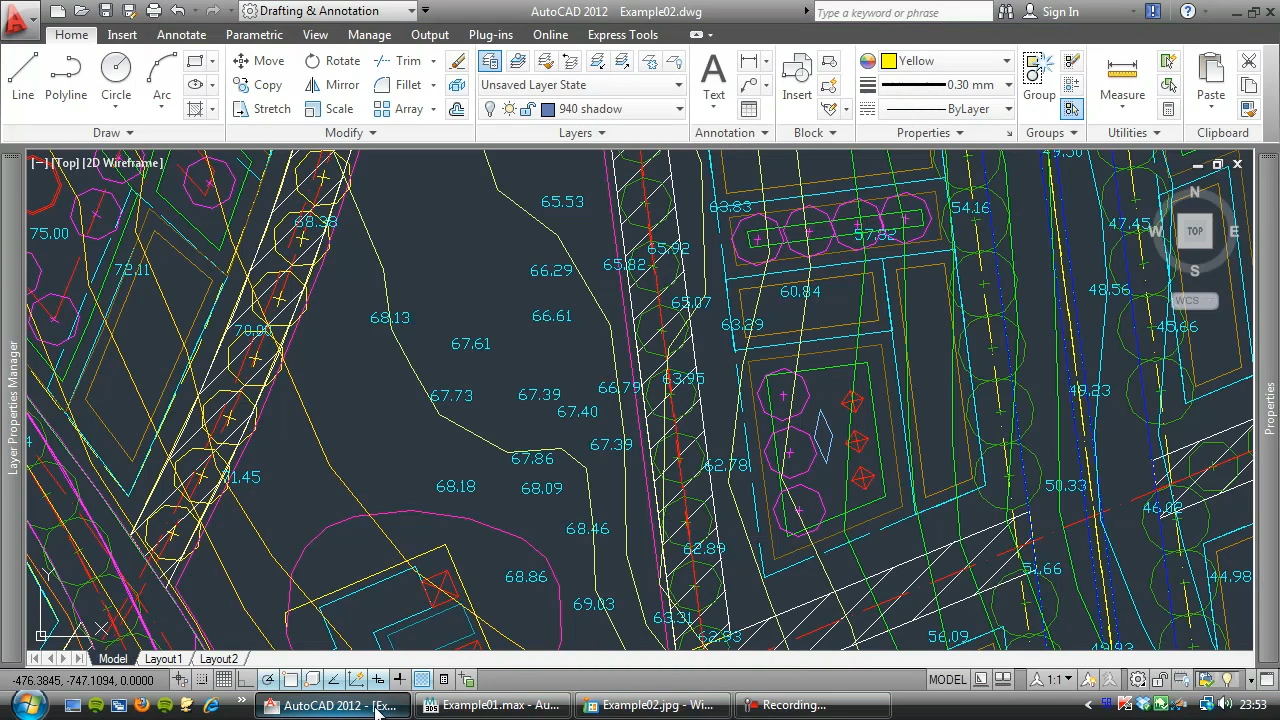 Drafting & Annotation
AutoCAD 2012 Example02.dwg
Type a keyword or phrase
Sign In
Home Insert Annotate Parametric View Manage Output Plug-ins Online Express Tools
Line
Polyline
Circle
Arc
Move
Rotate
Trim
Copy
Mirror
Fillet
Stretch
Scale
Array
Unsaved Layer State
940 shadow
Text
Insert
Yellow
0.30 mm
ByLayer
Group
Measure
Paste
Draw
Modify
Layers
Annotation
Block
Properties
Groups
Utilities
Clipboard
[−] [Top] [2D Wireframe]
N
W TOP E
S
WCS
Layer Properties Manager
Properties
65.53
63.83
54.16
75.00
68.38
47.45
57.82
65.92
65.82
72.11
66.29
60.84
48.56
65.07
68.13
66.61
63.29
45.66
67.61
63.95
66.79
49.23
67.73
67.39
67.40
67.39
67.86
62.78
68.18
68.09
50.33
46.02
68.46
62.89
51.66
68.86
44.98
69.03
63.31
62.93
56.09
Y
X
Model Layout1 Layout2
-476.3845, -747.1094, 0.0000
MODEL
1:1
AutoCAD 2012 - [Ex...
Example01.max - Au...
Example02.jpg - Wi...
Recording...
23:53